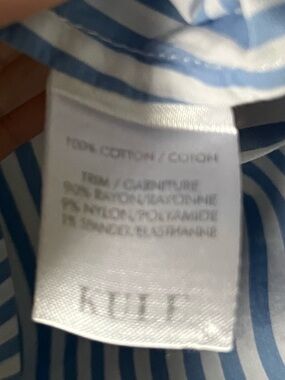 100% COTTON / COTON
TRIM / GARNITURE
90% RAYON/RAYONNE
9% NYLON/POLYAMIDE
1% SPANDEX/ELASTHANNE
KULE